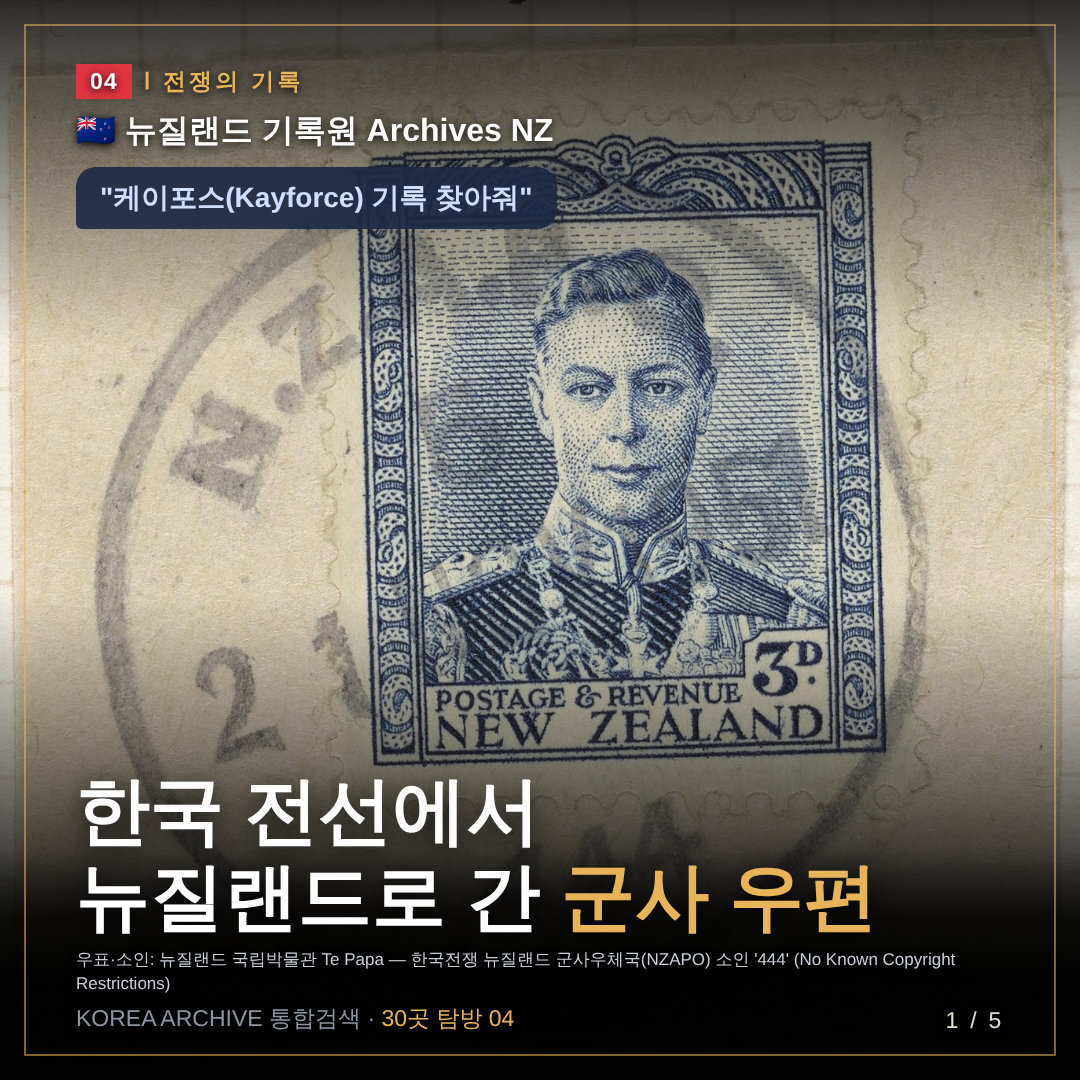 04 | 전쟁의 기록
🇳🇿 뉴질랜드 기록원 Archives NZ
"케이포스(Kayforce) 기록 찾아줘"
N.Z
2
3D.
POSTAGE & REVENUE
NEW ZEALAND
한국 전선에서
뉴질랜드로 간 군사 우편
우표·소인: 뉴질랜드 국립박물관 Te Papa — 한국전쟁 뉴질랜드 군사우체국(NZAPO) 소인 '444' (No Known Copyright
Restrictions)
KOREA ARCHIVE 통합검색 · 30곳 탐방 04
1 / 5